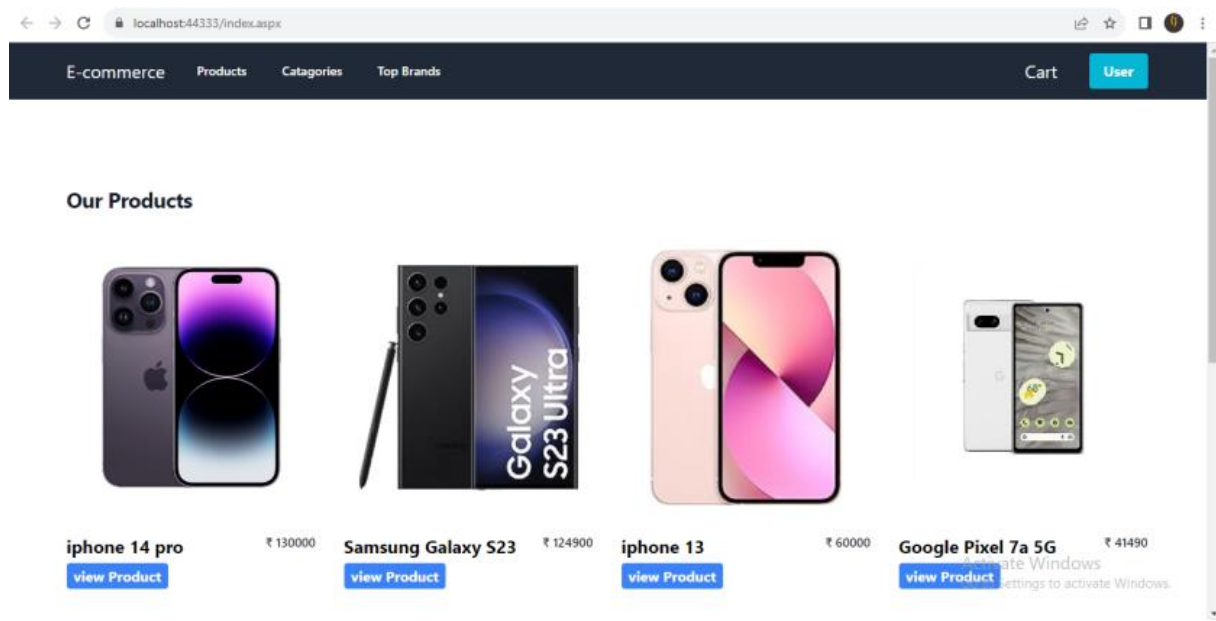 localhost:44333/index.aspx
E-commerce Products Catagories Top Brands Cart User
Our Products
Galaxy
S23 Ultra
iphone 14 pro ₹ 130000 Samsung Galaxy S23 ₹ 124900 iphone 13 ₹ 60000 Google Pixel 7a 5G ₹ 41490
view Product view Product view Product view Product
Activate Windows
Settings to activate Windows.